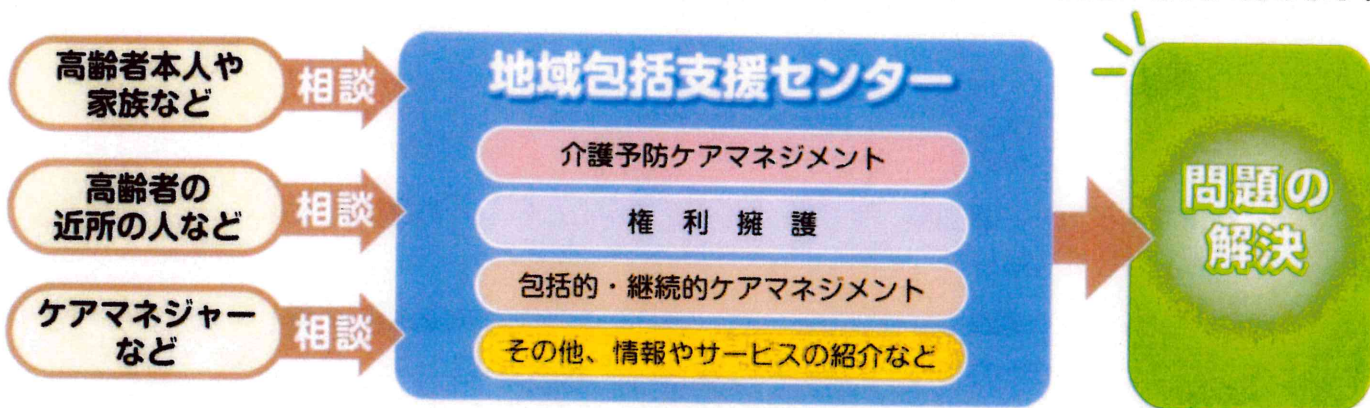 高齢者本人や
家族など
相談
高齢者の
近所の人など
相談
ケアマネジャー
など
相談
地域包括支援センター
介護予防ケアマネジメント
権利擁護
包括的・継続的ケアマネジメント
その他、情報やサービスの紹介など
問題の
解決